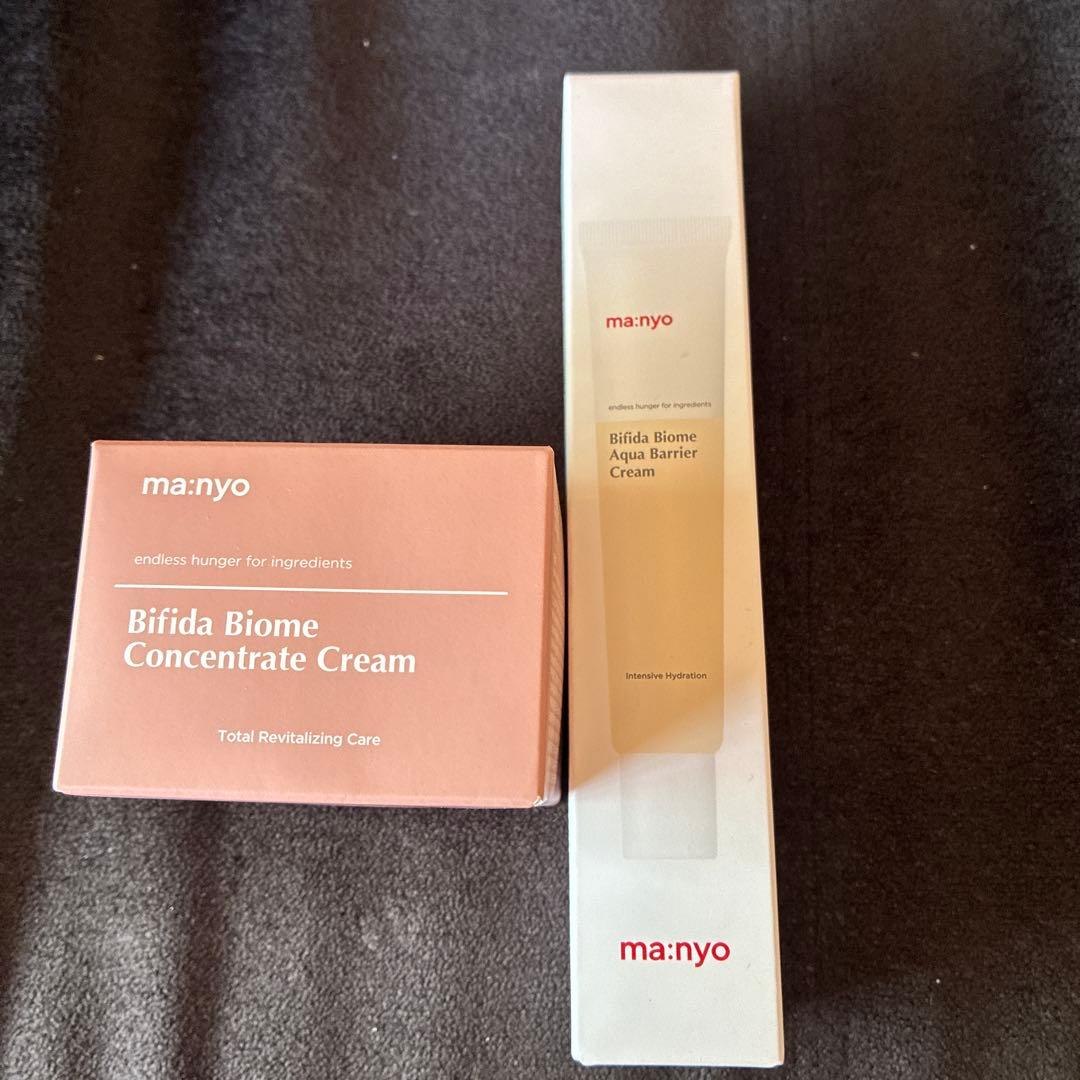 ma:nyo
endless hunger for ingredients
Bifida Biome
Concentrate Cream
Total Revitalizing Care
ma:nyo
endless hunger for ingredients
Bifida Biome
Aqua Barrier
Cream
Intensive Hydration
ma:nyo